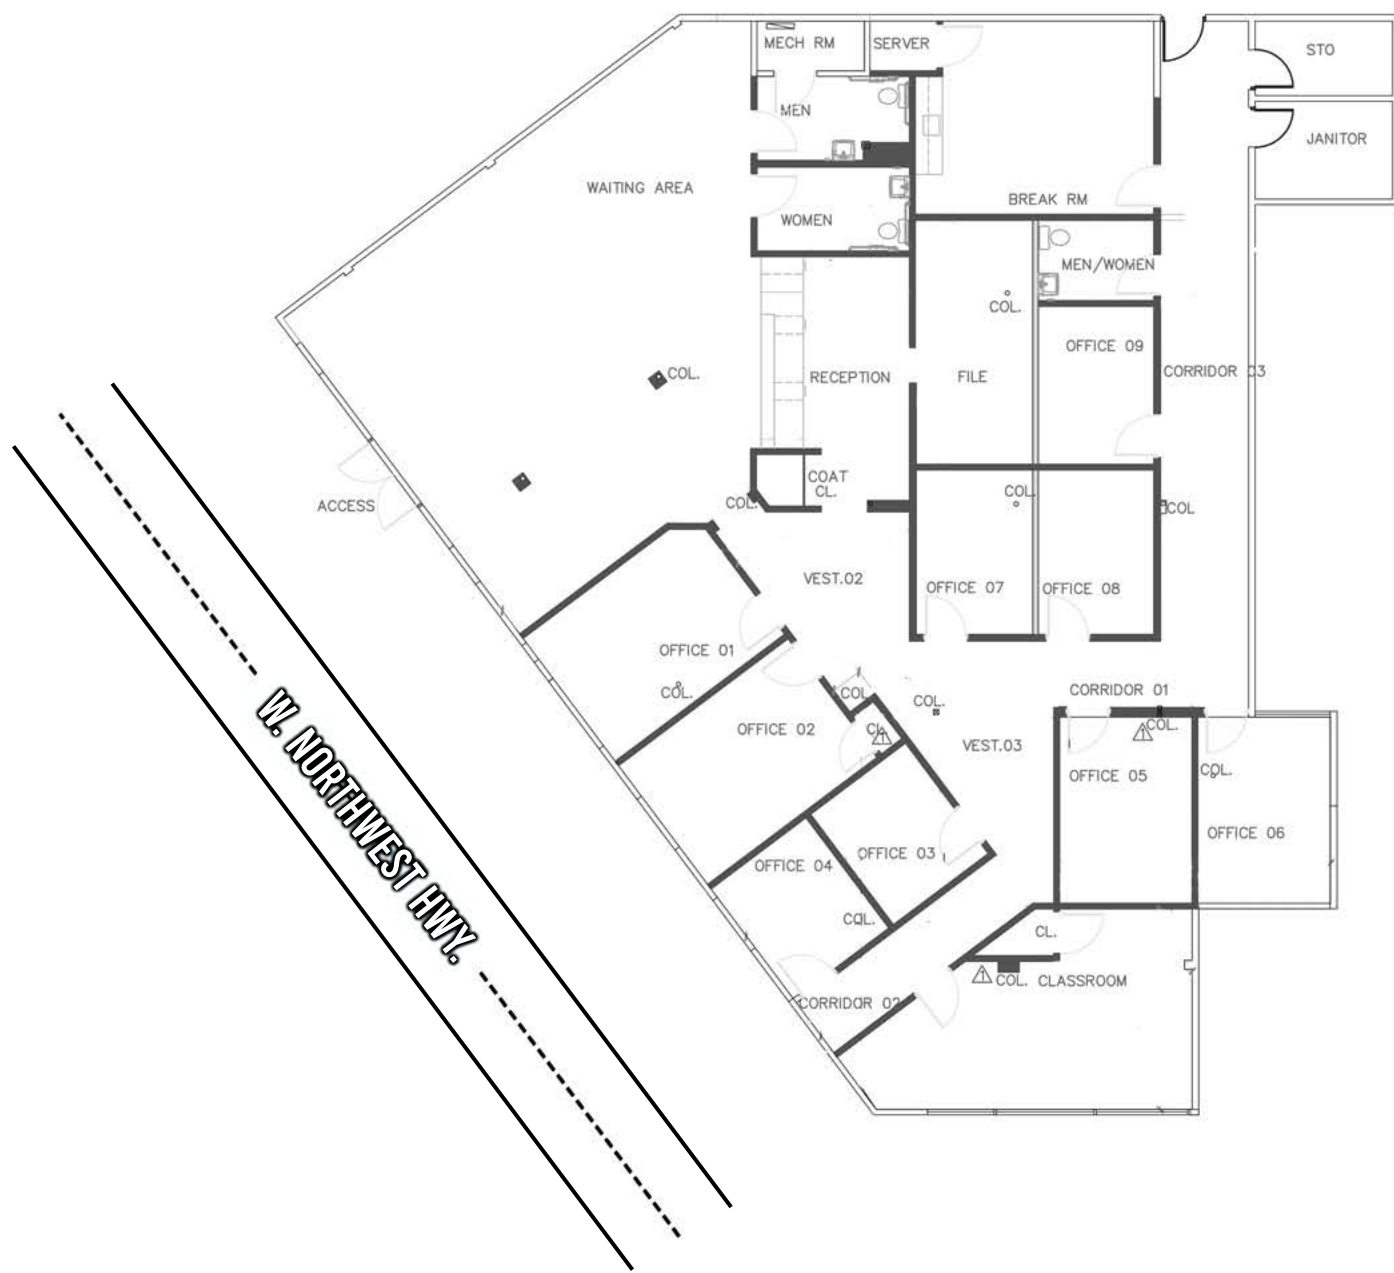 MECH RM
SERVER
STO
MEN
JANITOR
WAITING AREA
BREAK RM
WOMEN
MEN/WOMEN
COL.
OFFICE 09
COL.
RECEPTION
FILE
CORRIDOR 03
COAT
CL.
COL.
COL.
COL
ACCESS
VEST.02
OFFICE 07
OFFICE 08
OFFICE 01
COL.
COL.
COL.
CORRIDOR 01
OFFICE 02
CL.
1
VEST.03
COL.
1
COL.
OFFICE 05
OFFICE 06
W. NORTHWEST HWY.
OFFICE 03
OFFICE 04
COL.
CL.
1
COL.
CLASSROOM
CORRIDOR 02